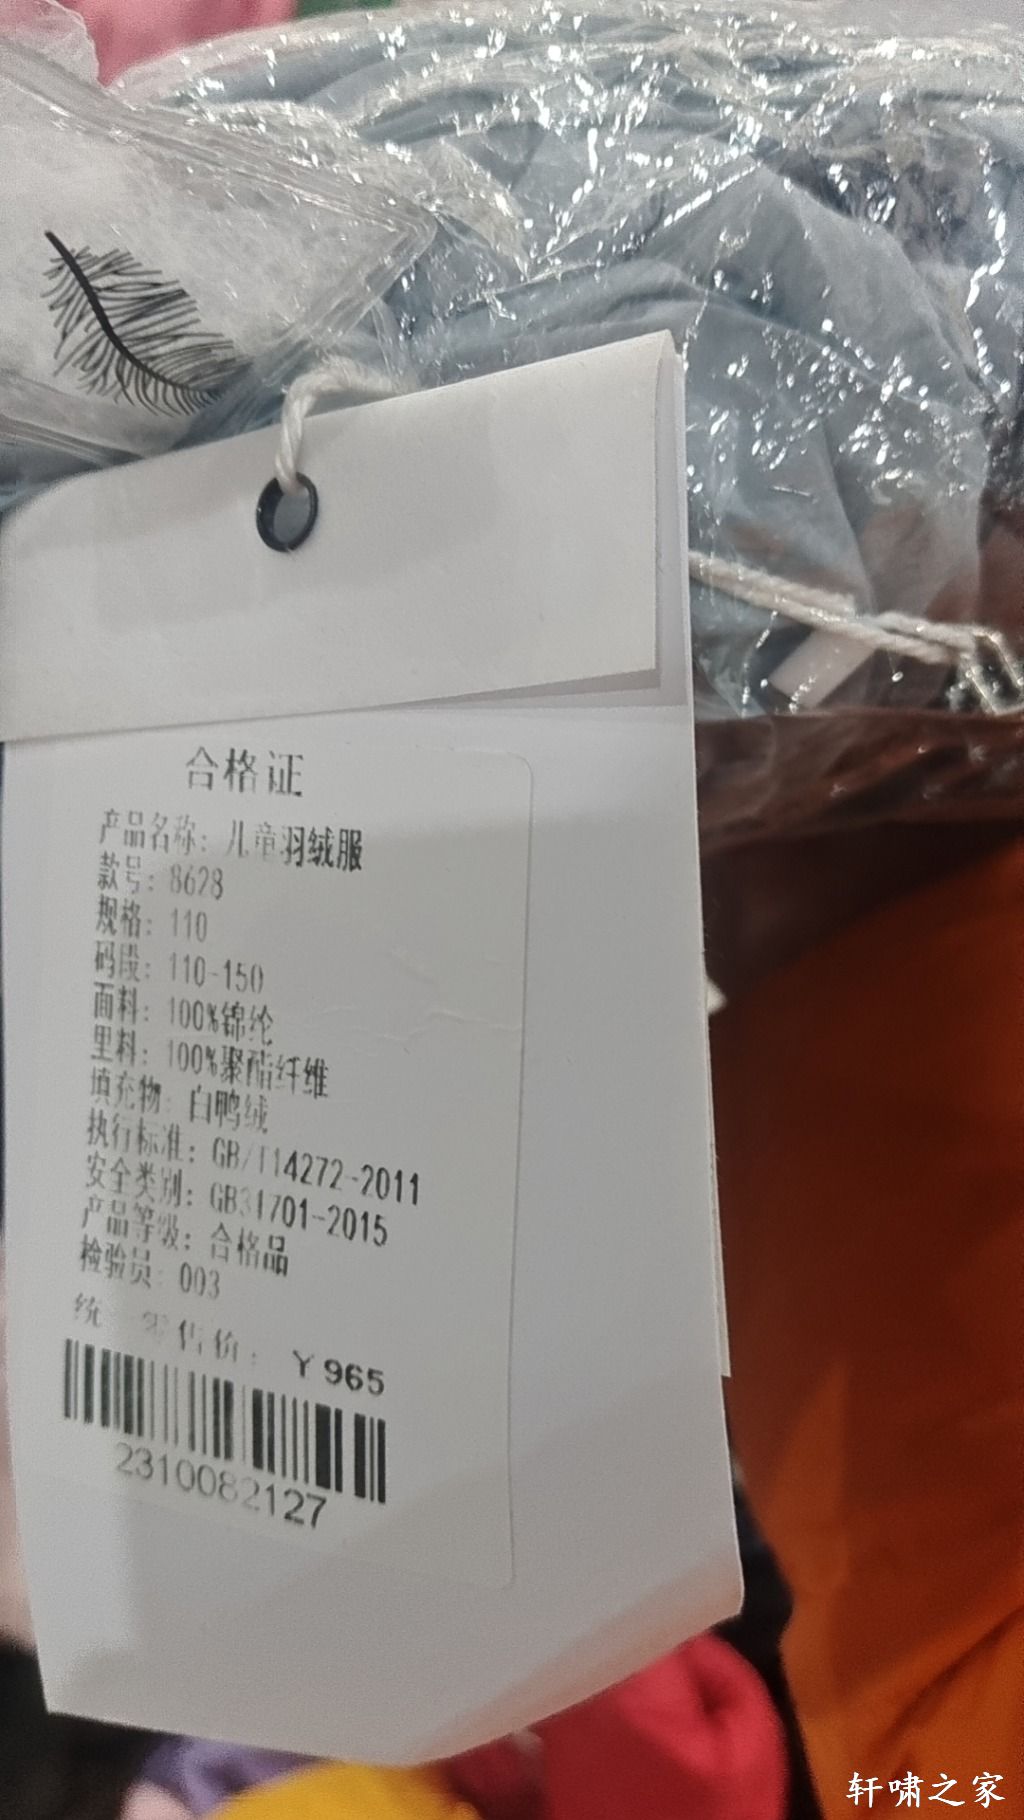 合格证
产品名称：儿童羽绒服
款号：8628
规格：110
码段：110-150
面料：100%锦纶
里料：100%聚酯纤维
填充物：白鸭绒
执行标准：GB/T14272-2011
安全类别：GB31701-2015
产品等级：合格品
检验员：003
统一零售价：￥965
2310082127
轩啸之家